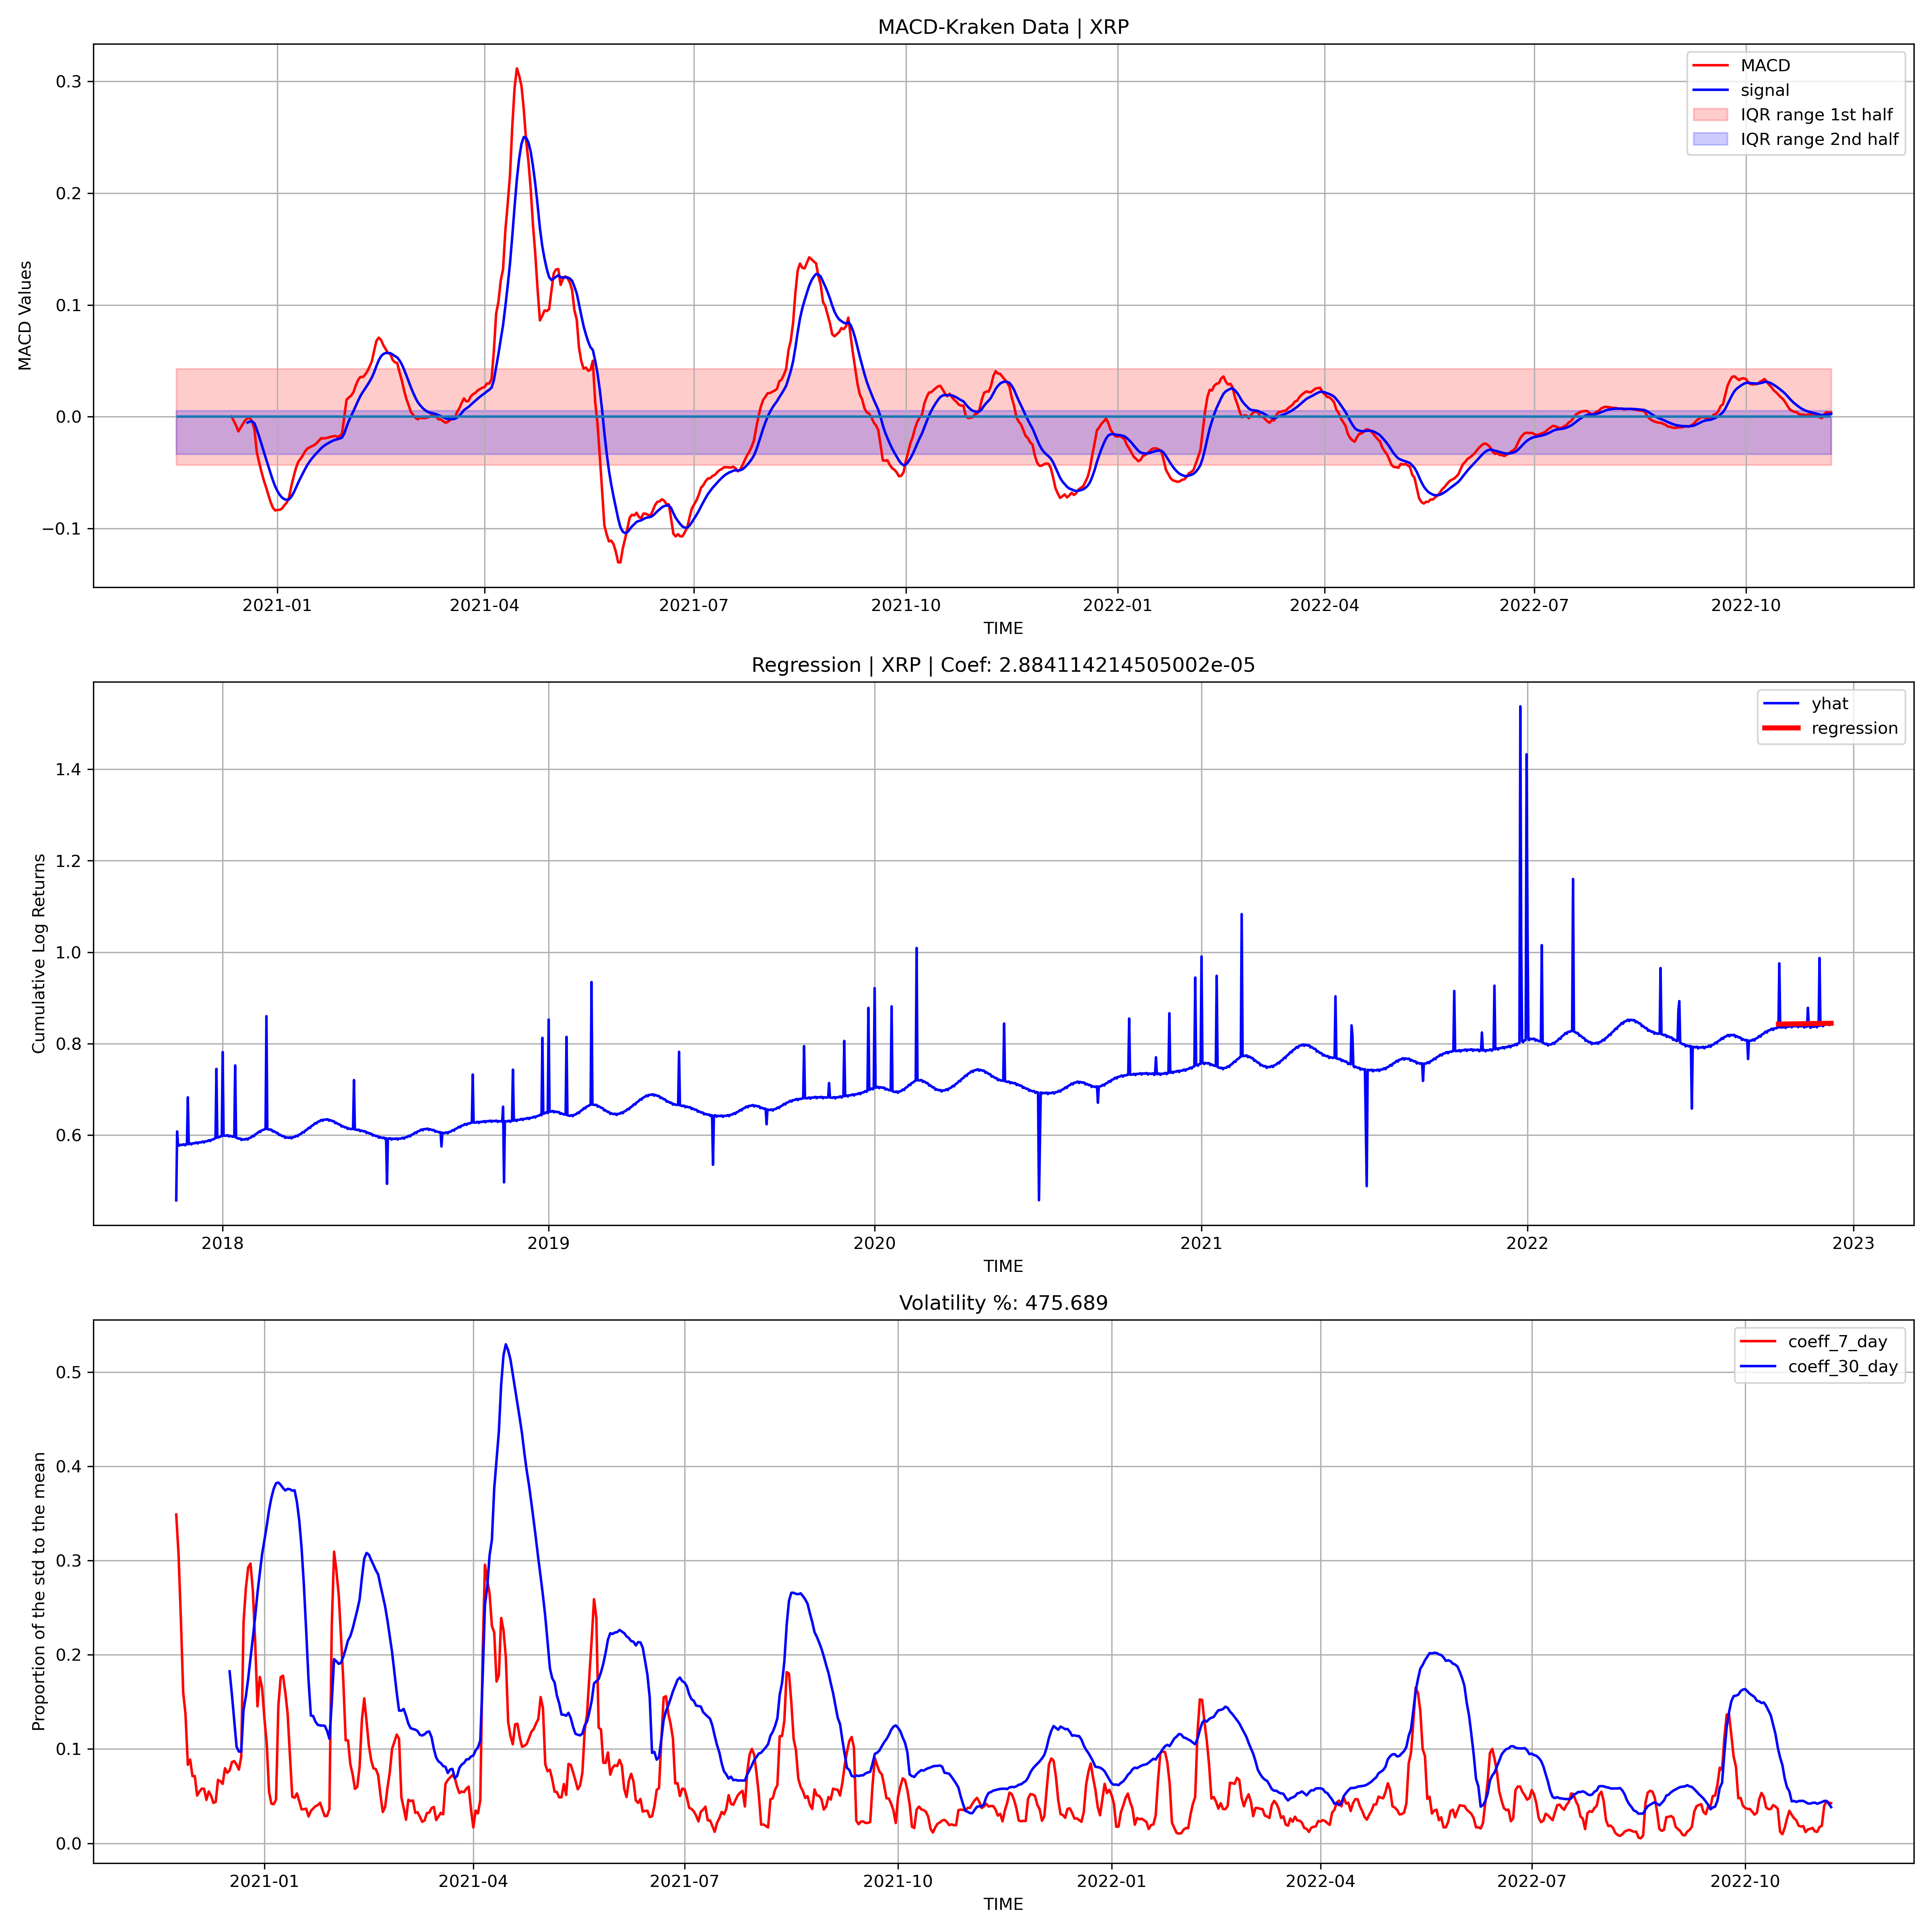 MACD-Kraken Data | XRP
MACD Values
0.3
0.2
0.1
0.0
−0.1
MACD
signal
IQR range 1st half
IQR range 2nd half
2021-01 2021-04 2021-07 2021-10 2022-01 2022-04 2022-07 2022-10
TIME
Regression | XRP | Coef: 2.884114214505002e-05
Cumulative Log Returns
1.4
1.2
1.0
0.8
0.6
yhat
regression
2018 2019 2020 2021 2022 2023
TIME
Volatility %: 475.689
Proportion of the std to the mean
0.5
0.4
0.3
0.2
0.1
0.0
coeff_7_day
coeff_30_day
2021-01 2021-04 2021-07 2021-10 2022-01 2022-04 2022-07 2022-10
TIME